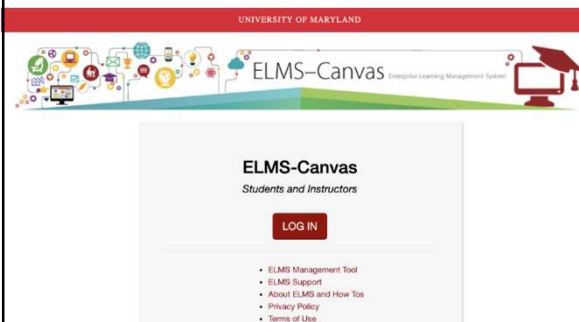 UNIVERSITY OF MARYLAND
ELMS–Canvas Enterprise Learning Management System
ELMS-Canvas
Students and Instructors
LOG IN
• ELMS Management Tool
• ELMS Support
• About ELMS and How Tos
• Privacy Policy
• Terms of Use